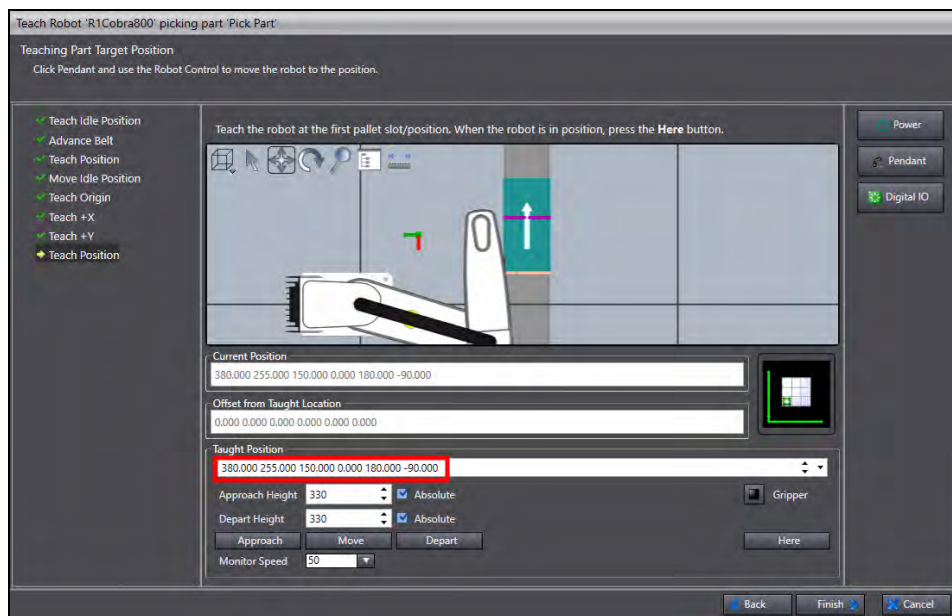 Teach Robot 'R1Cobra800' picking part 'Pick Part'
Teaching Part Target Position
Click Pendant and use the Robot Control to move the robot to the position.
Teach Idle Position
Advance Belt
Teach Position
Move Idle Position
Teach Origin
Teach +X
Teach +Y
Teach Position
Teach the robot at the first pallet slot/position. When the robot is in position, press the Here button.
Power
Pendant
Digital IO
Current Position
380.000 255.000 150.000 0.000 180.000 -90.000
Offset from Taught Location
0.000 0.000 0.000 0.000 0.000 0.000
Taught Position
380.000 255.000 150.000 0.000 180.000 -90.000
Approach Height 330 Absolute
Gripper
Depart Height 330 Absolute
Approach Move Depart Here
Monitor Speed 50
Back Finish Cancel